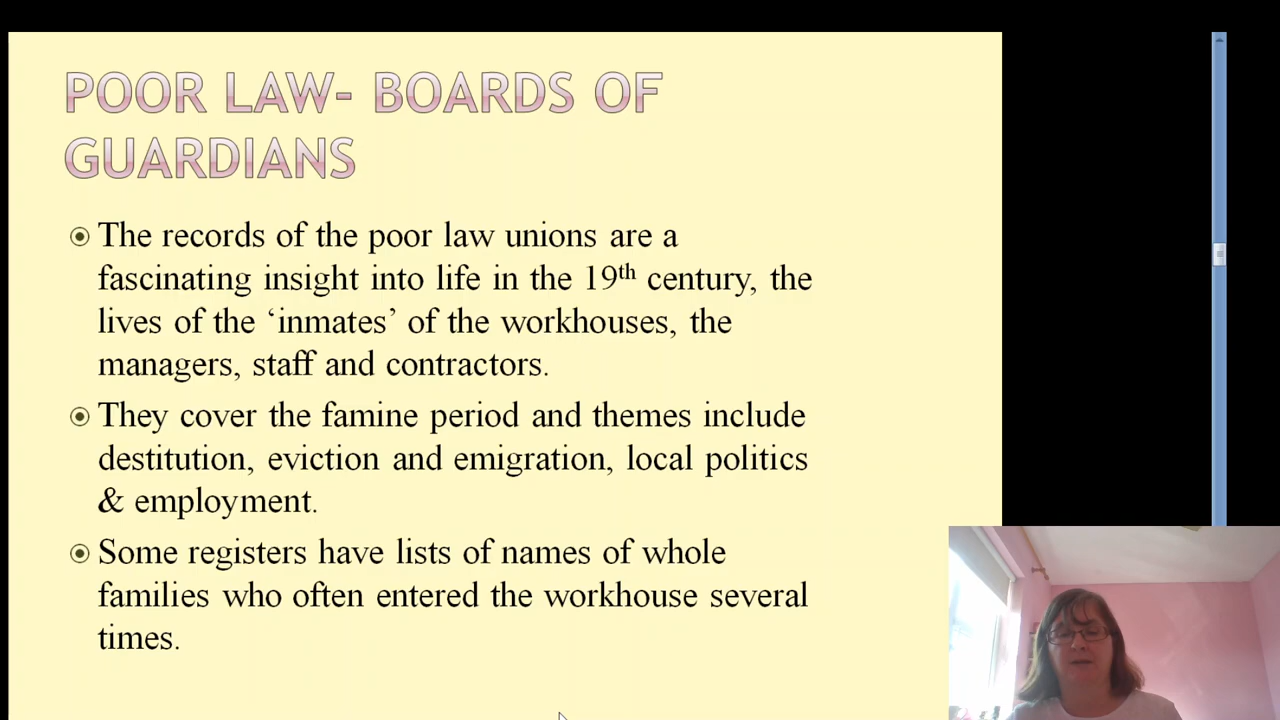 POOR LAW- BOARDS OF
GUARDIANS
The records of the poor law unions are a
fascinating insight into life in the 19th century, the
lives of the ‘inmates’ of the workhouses, the
managers, staff and contractors.
They cover the famine period and themes include
destitution, eviction and emigration, local politics
& employment.
Some registers have lists of names of whole
families who often entered the workhouse several
times.